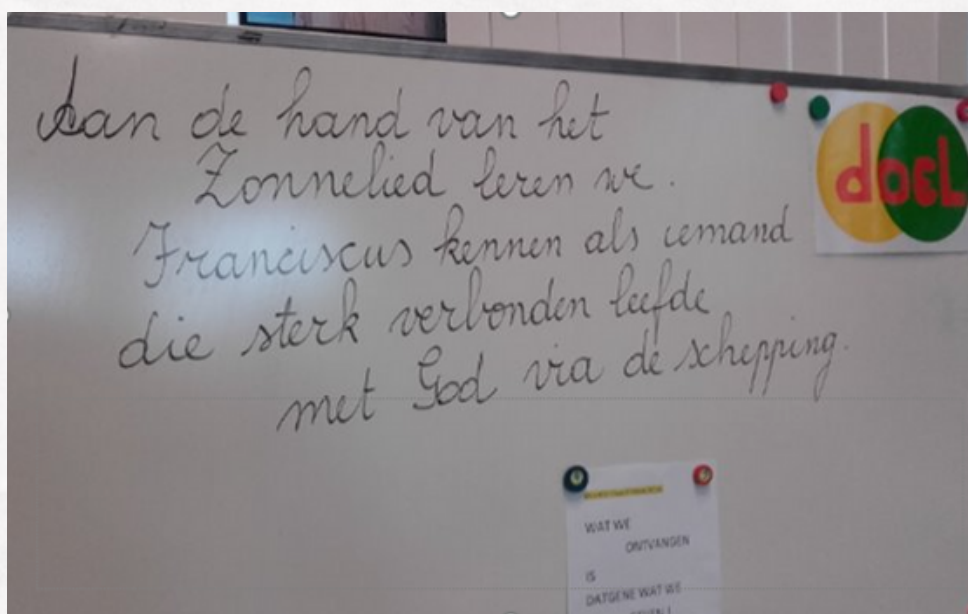 Aan de hand van het
Zonnelied leren we.
Franciscus kennen als iemand
die sterk verbonden leefde
met God via de schepping.
doeL
WAT WE
ONTVANGEN
IS
DATGENE WAT WE